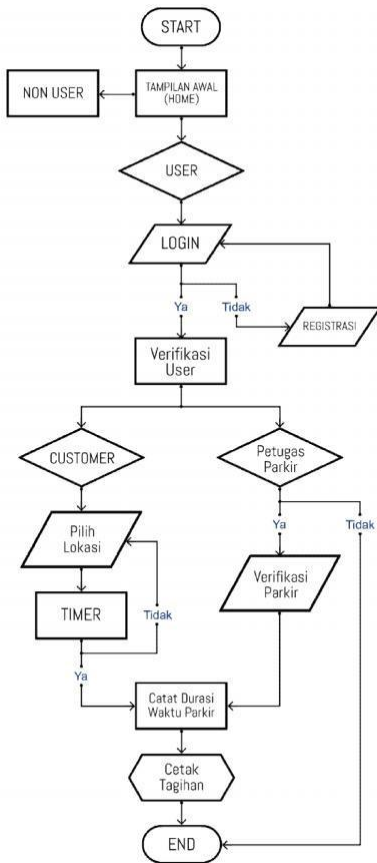 START
NON USER
TAMPILAN AWAL
(HOME)
USER
LOGIN
Ya
Tidak
REGISTRASI
Verifikasi
User
CUSTOMER
Petugas
Parkir
Pilih
Lokasi
Ya
Tidak
Verifikasi
Parkir
TIMER
Tidak
Ya
Catat Durasi
Waktu Parkir
Cetak
Tagihan
END